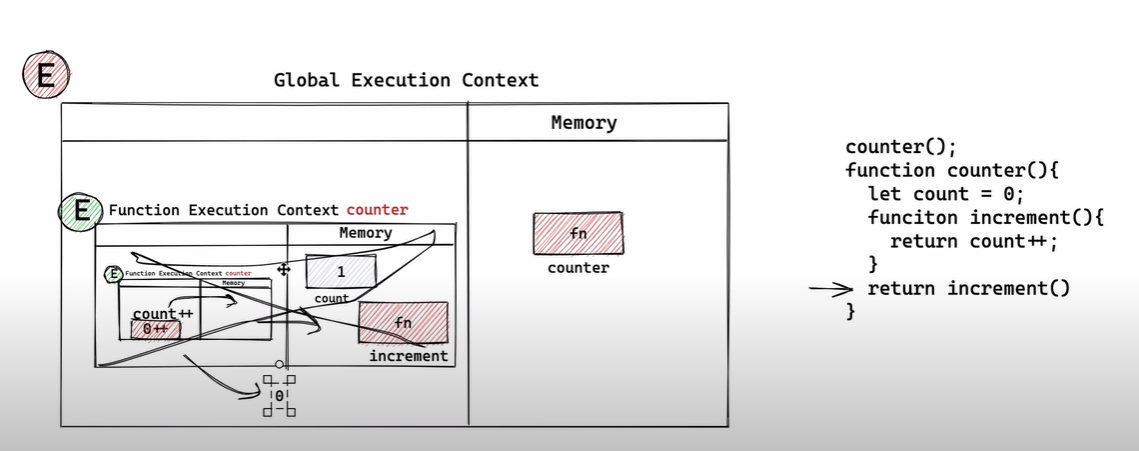 E
Global Execution Context
Memory
E Function Execution Context counter
Memory
E Function Execution Context counter
Memory
1
count
count++
0++
fn
increment
0
fn
counter
counter();
function counter(){
let count = 0;
funciton increment(){
return count++;
}
return increment()
}